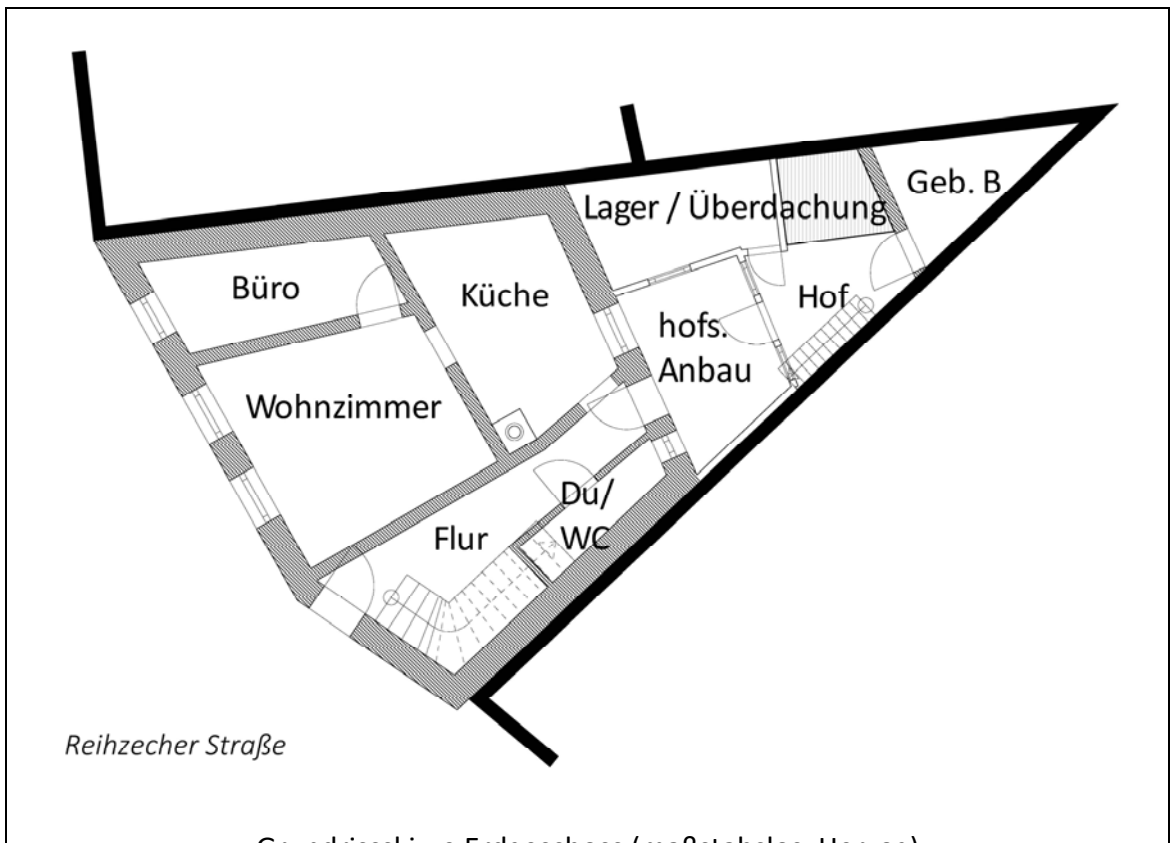 Geb. B
Lager / Überdachung
Büro
Küche
Hof
hofs.
Anbau
Wohnzimmer
Du/
WC
Flur
Reihzecher Straße